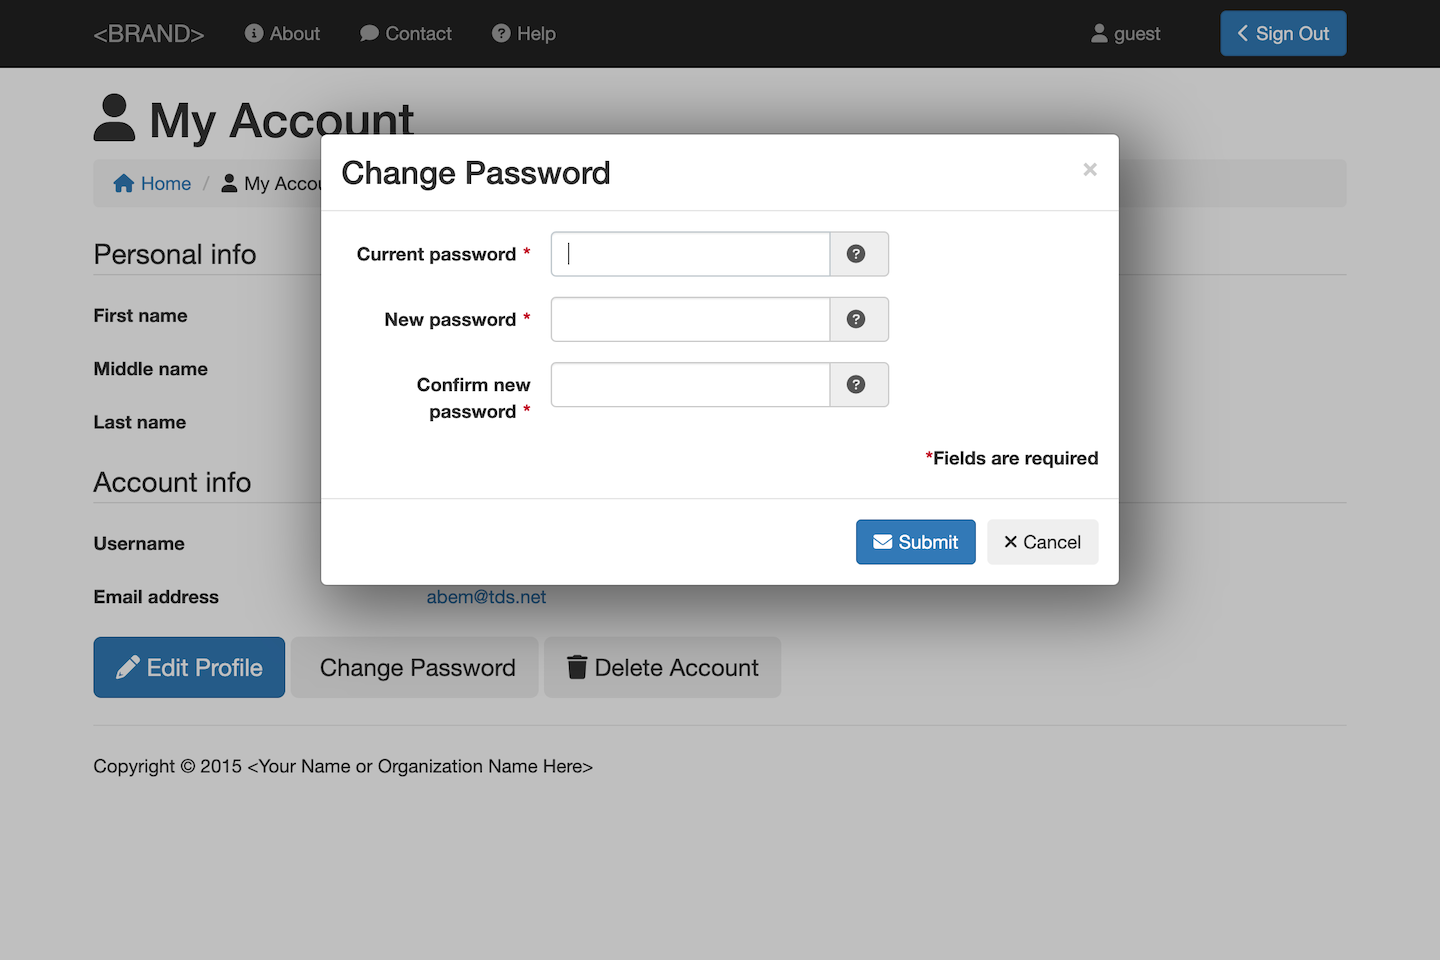 <BRAND> About Contact Help guest Sign Out
My Account
Home / My Accou
Change Password ×
Personal info
Current password *
New password *
Confirm new
password *
*Fields are required
Submit Cancel
First name
Middle name
Last name
Account info
Username
Email address abem@tds.net
Edit Profile Change Password Delete Account
Copyright © 2015 <Your Name or Organization Name Here>